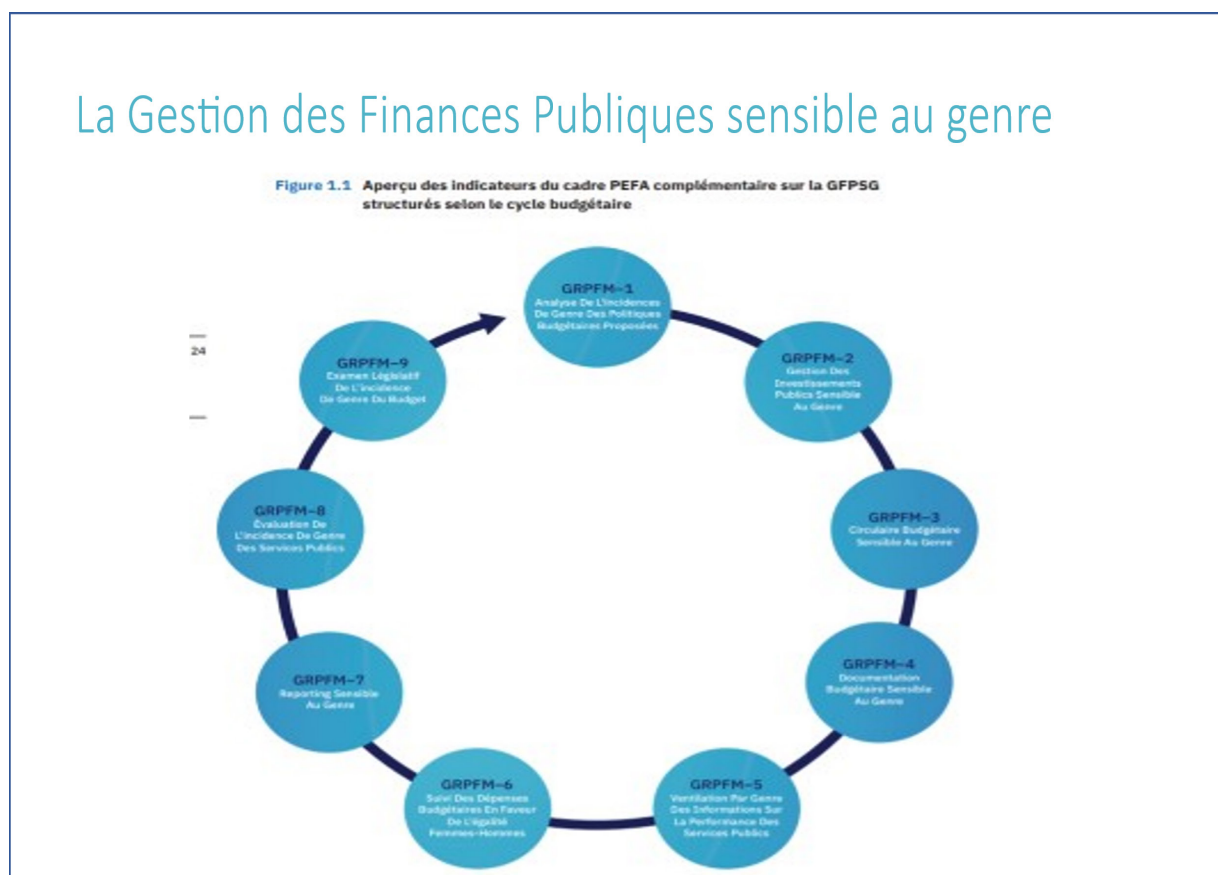 La Gestion des Finances Publiques sensible au genre
Figure 1.1 Aperçu des indicateurs du cadre PEFA complémentaire sur la GFPSG
structurés selon le cycle budgétaire
24
GRPFM–1
Analyse De L'incidences
De Genre Des Politiques
Budgétaires Proposées
GRPFM–2
Gestion Des
Investissements
Publics Sensible
Au Genre
GRPFM–3
Circulaire Budgétaire
Sensible Au Genre
GRPFM–4
Documentation
Budgétaire Sensible
Au Genre
GRPFM–5
Ventilation Par Genre
Des Informations Sur
La Performance Des
Services Publics
GRPFM–6
Suivi Des Dépenses
Budgétaires En Faveur
De L'égalité
Femmes-Hommes
GRPFM–7
Reporting Sensible
Au Genre
GRPFM–8
Évaluation De
L'incidence De Genre
Des Services Publics
GRPFM–9
Examen Législatif
De L'incidence
De Genre Du Budget